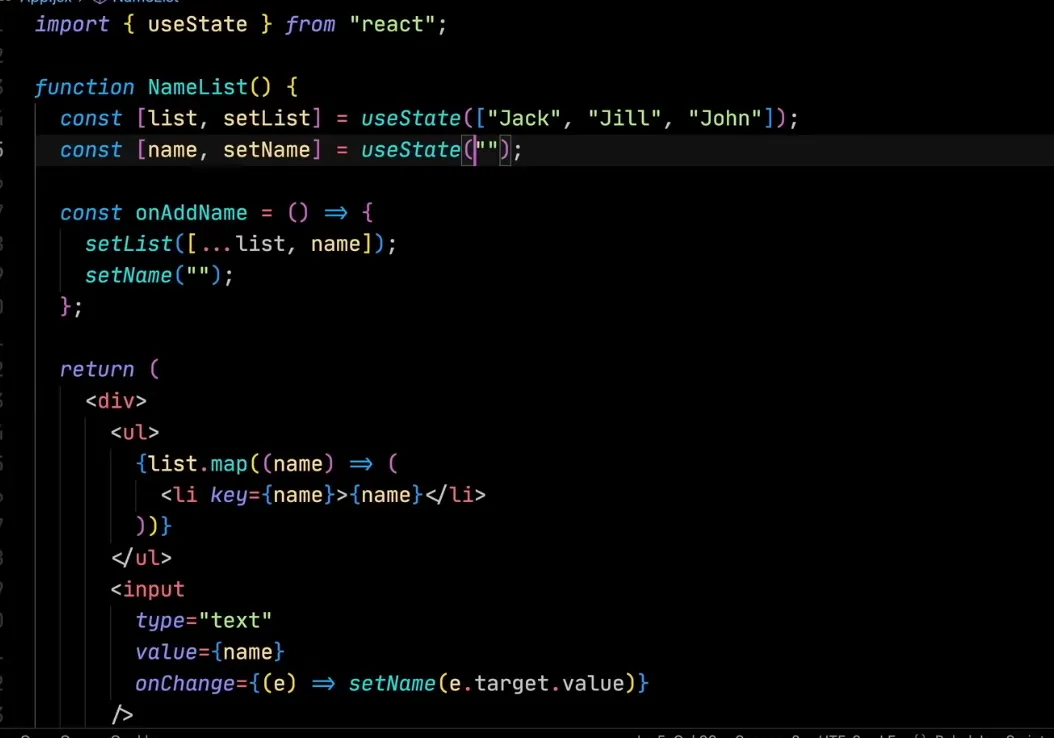 import { useState } from "react";
function NameList() {
const [list, setList] = useState(["Jack", "Jill", "John"]);
const [name, setName] = useState("");
const onAddName = () => {
setList([...list, name]);
setName("");
};
return (
<div>
<ul>
{list.map((name) => (
<li key={name}>{name}</li>
))}
</ul>
<input
type="text"
value={name}
onChange={(e) => setName(e.target.value)}
/>